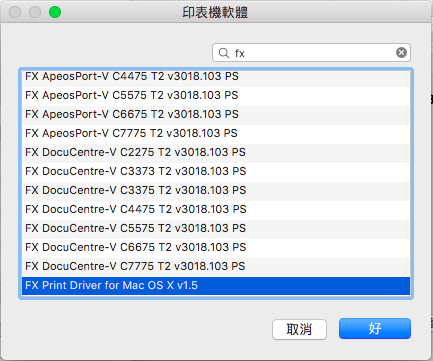 印表機軟體
fx
FX ApeosPort-V C4475 T2 v3018.103 PS
FX ApeosPort-V C5575 T2 v3018.103 PS
FX ApeosPort-V C6675 T2 v3018.103 PS
FX ApeosPort-V C7775 T2 v3018.103 PS
FX DocuCentre-V C2275 T2 v3018.103 PS
FX DocuCentre-V C3373 T2 v3018.103 PS
FX DocuCentre-V C3375 T2 v3018.103 PS
FX DocuCentre-V C4475 T2 v3018.103 PS
FX DocuCentre-V C5575 T2 v3018.103 PS
FX DocuCentre-V C6675 T2 v3018.103 PS
FX DocuCentre-V C7775 T2 v3018.103 PS
FX Print Driver for Mac OS X v1.5
取消
好